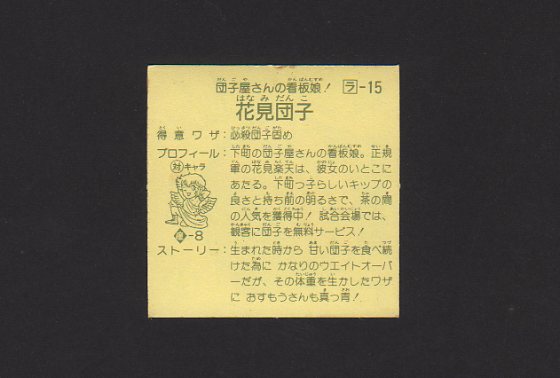 団子屋さんの看板娘!
ラ-15
花見団子
得意ワザ:必殺団子固め
プロフィール:下町の団子屋さんの看板娘。正規
軍の花見楽天は、彼女のいとこに
あたる。下町っ子らしいキップの
良さと持ち前の明るさで、茶の間
の人気を獲得中!試合会場では、
観客に団子を無料サービス!
対キャラ
-8
ストーリー:生まれた時から 甘い団子を食べ続
けた為に かなりのウエイトオーバ
ーだが、その体重を生かしたワザ
に おすもうさんも真っ青!